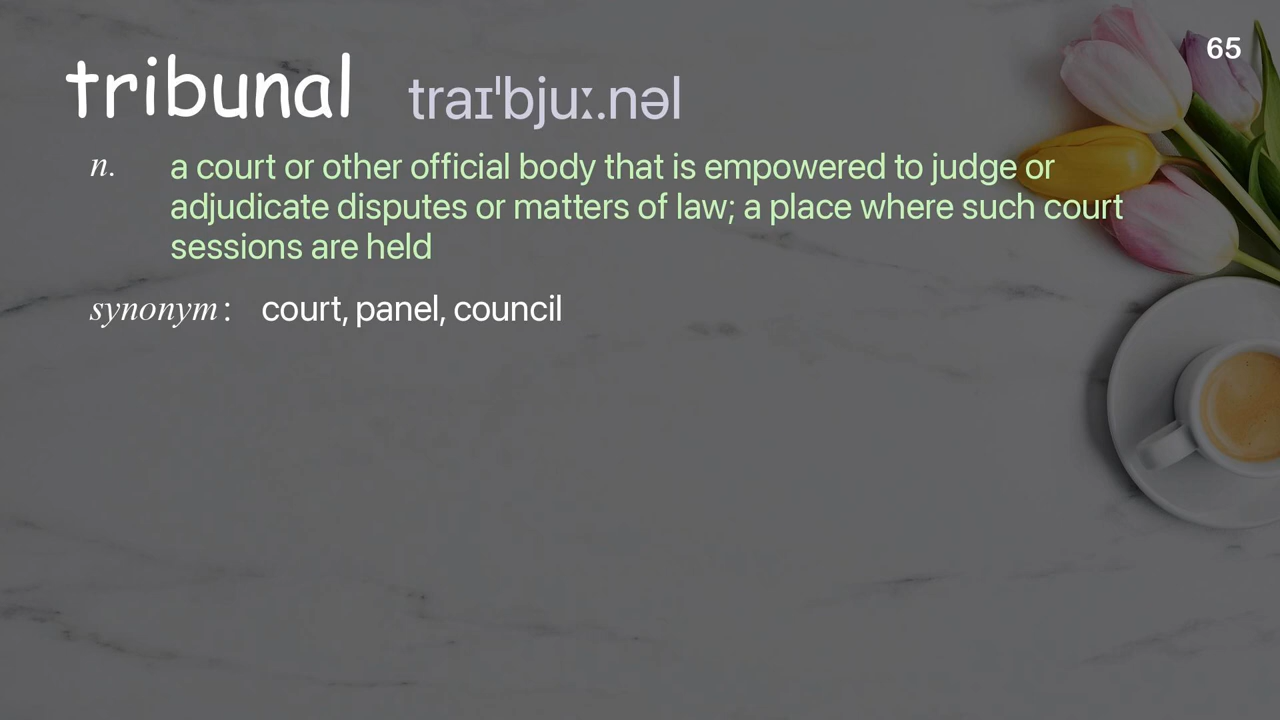 65
tribunal traɪˈbjuː.nəl
n. a court or other official body that is empowered to judge or
adjudicate disputes or matters of law; a place where such court
sessions are held
synonym: court, panel, council